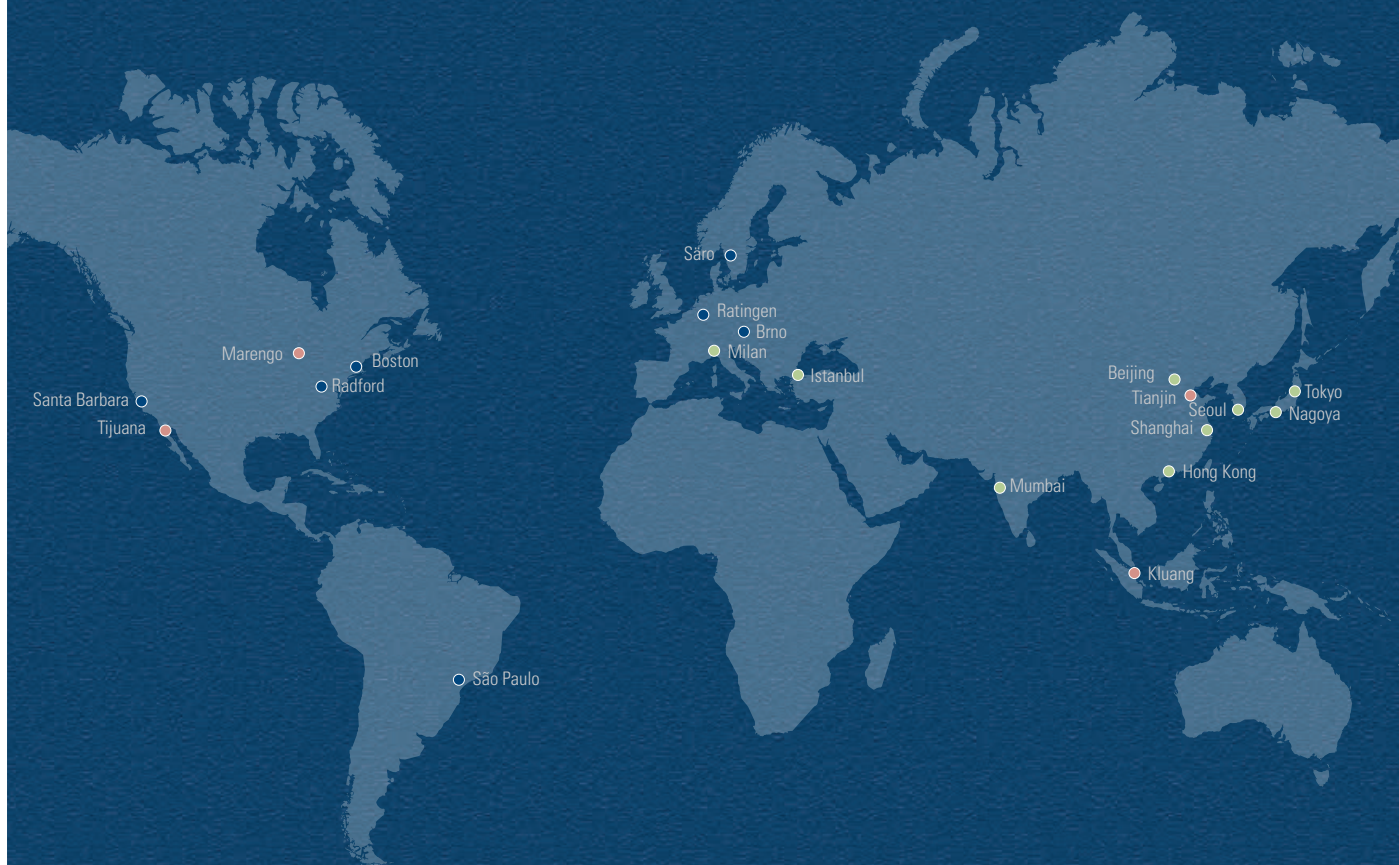 Säro
Ratingen
Brno
Milan
Istanbul
Marengo
Boston
Radford
Santa Barbara
Tijuana
Beijing
Tianjin
Seoul
Tokyo
Nagoya
Shanghai
Hong Kong
Mumbai
Kluang
São Paulo